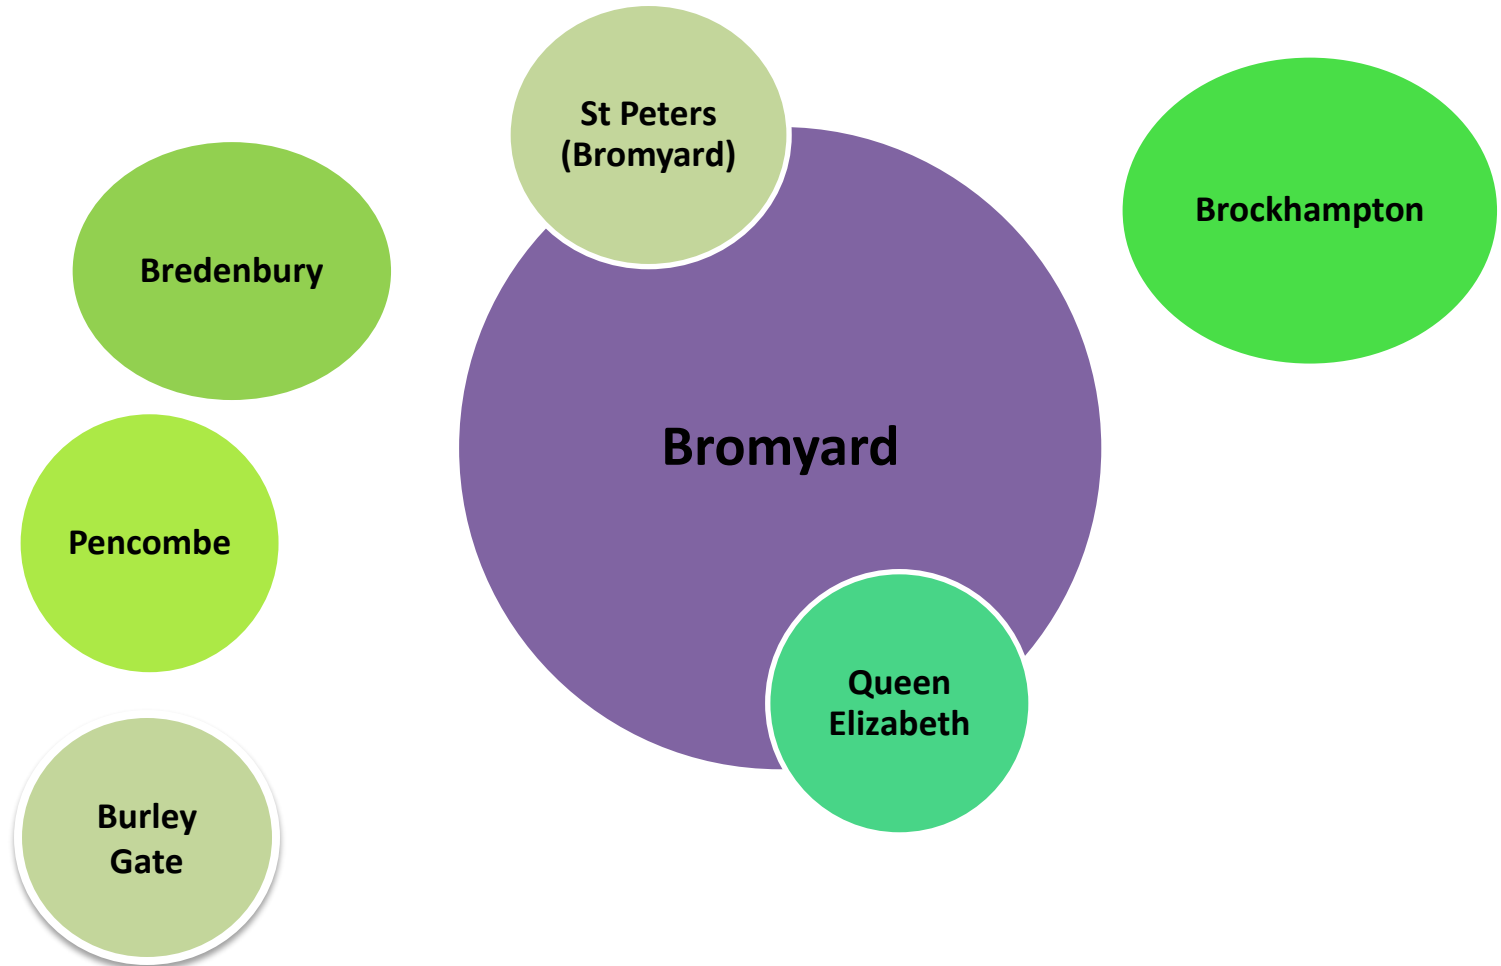 St Peters
(Bromyard)
Brockhampton
Bredenbury
Bromyard
Pencombe
Queen
Elizabeth
Burley
Gate